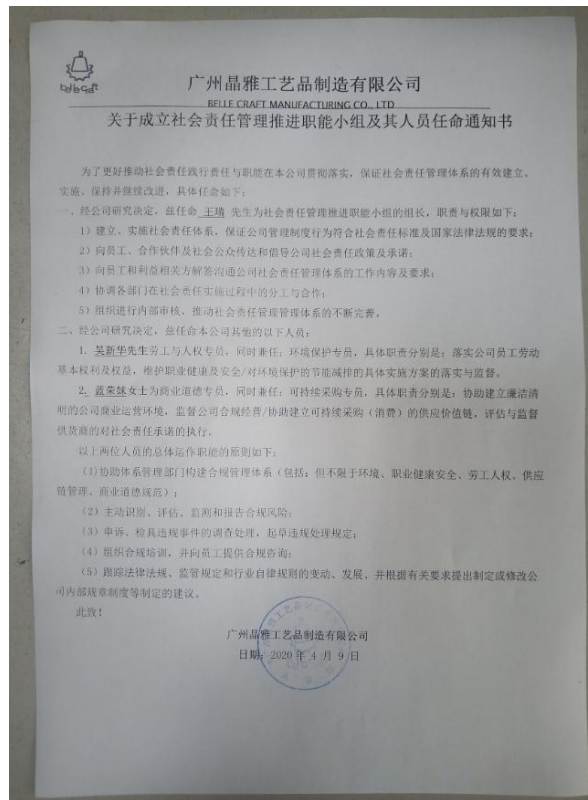 广州晶雅工艺品制造有限公司
BELLE CRAFT MANUFACTURING CO., LTD
关于成立社会责任管理推进职能小组及其人员任命通知书
为了更好推动社会责任践行责任与职能在本公司贯彻落实，保证社会责任管理体系的有效建立、
实施、保持并继续改进，具体任命如下：
一、经公司研究决定，兹任命 王瑞 先生为社会责任管理推进职能小组的组长，职责与权限如下：
1）建立、实施社会责任体系，保证公司管理制度行为符合社会责任标准及国家法律法规的要求；
2）向员工、合作伙伴及社会公众传达和倡导公司社会责任政策及承诺；
3）向员工和利益相关方解答沟通公司社会责任管理体系的工作内容及要求；
4）协调各部门在社会责任实施过程中的分工与合作；
5）组织进行内部审核，推动社会责任管理管理体系的不断完善。
二、经公司研究决定，兹任命本公司其他的以下人员：
1. 吴新华先生劳工与人权专员，同时兼任：环境保护专员，具体职责分别是：落实公司员工劳动
基本权利及权益，维护职业健康及安全/对环境保护的节能减排的具体实施方案的落实与监督。
2. 蓝荣妹女士为商业道德专员，同时兼任：可持续采购专员，具体职责分别是：协助建立廉洁清
明的公司商业运营环境，监督公司合规经营/协助建立可持续采购（消费）的供应价值链，评估与监督
供货商的对社会责任承诺的执行。
以上两位人员的总体运作职能的原则如下：
（1）协助体系管理部门构建合规管理体系（包括：但不限于环境、职业健康安全、劳工人权、供应
链管理、商业道德规范）；
（2）主动识别、评估、监测和报告合规风险；
（3）申诉、检具违规事件的调查处理，起草违规处理规定；
（4）组织合规培训，并向员工提供合规咨询；
（5）跟踪法律法规、监管规定和行业自律规则的变动、发展，并根据有关要求提出制定或修改公
司内部规章制度等制定的建议。
此致！
广州晶雅工艺品制造有限公司
日期：2020 年 4 月 9 日